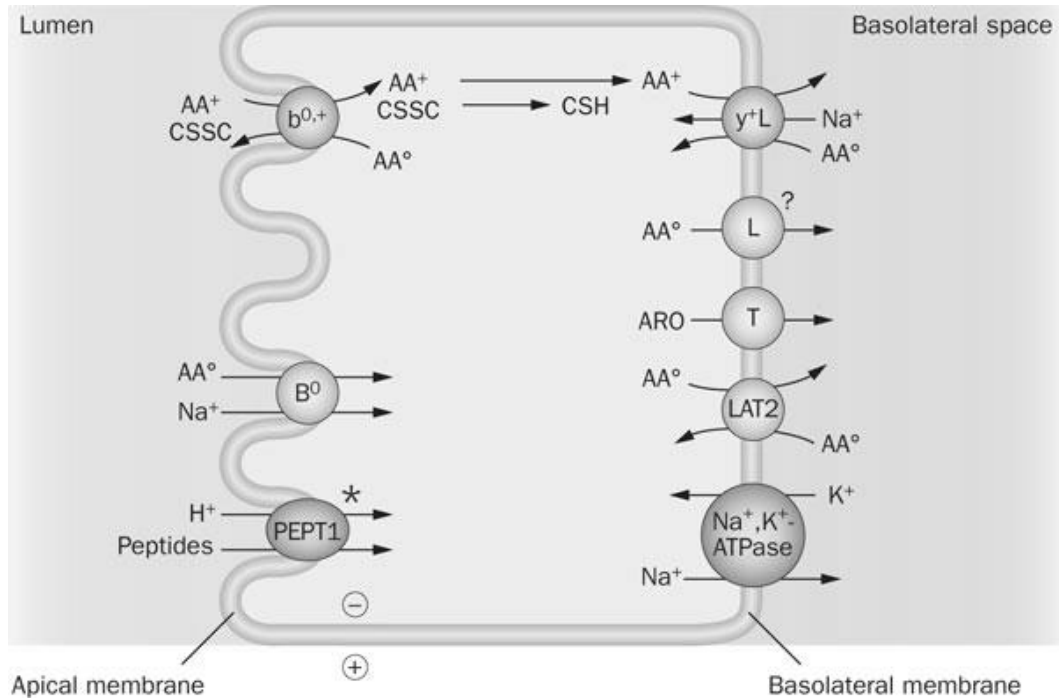 Lumen
Basolateral space
AA⁺
CSSC
b⁰,⁺
AA⁺
CSSC
CSH
AA°
AA⁺
y⁺L
Na⁺
AA°
?
AA°
L
ARO
T
AA°
LAT2
AA°
AA°
Na⁺
B⁰
H⁺
Peptides
PEPT1
*
K⁺
Na⁺,K⁺-
ATPase
Na⁺
−
+
Apical membrane
Basolateral membrane